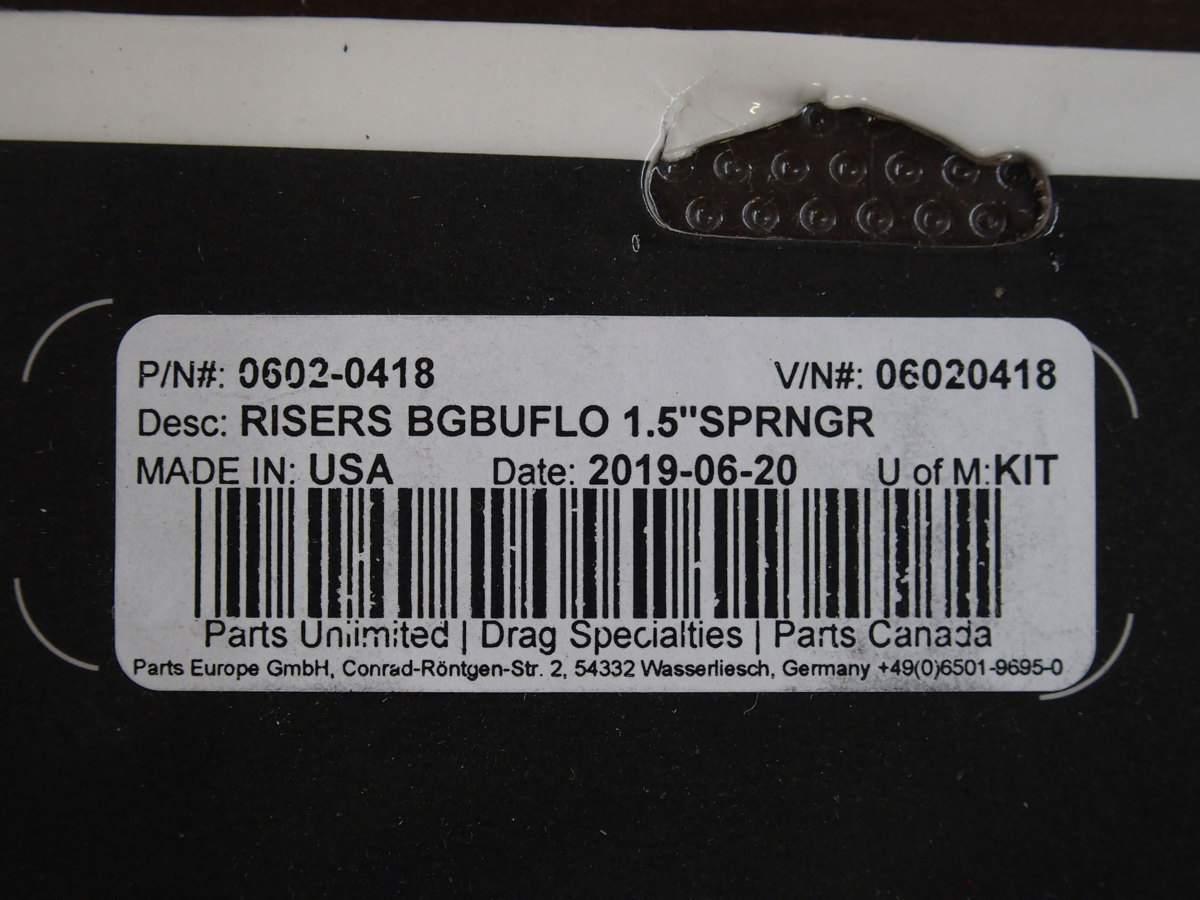 P/N#: 0602-0418 V/N#: 06020418
Desc: RISERS BGBUFLO 1.5"SPRNGR
MADE IN: USA Date: 2019-06-20 U of M:KIT
Parts Unlimited | Drag Specialties | Parts Canada
Parts Europe GmbH, Conrad-Röntgen-Str. 2, 54332 Wasserliesch, Germany +49(0)6501-9695-0